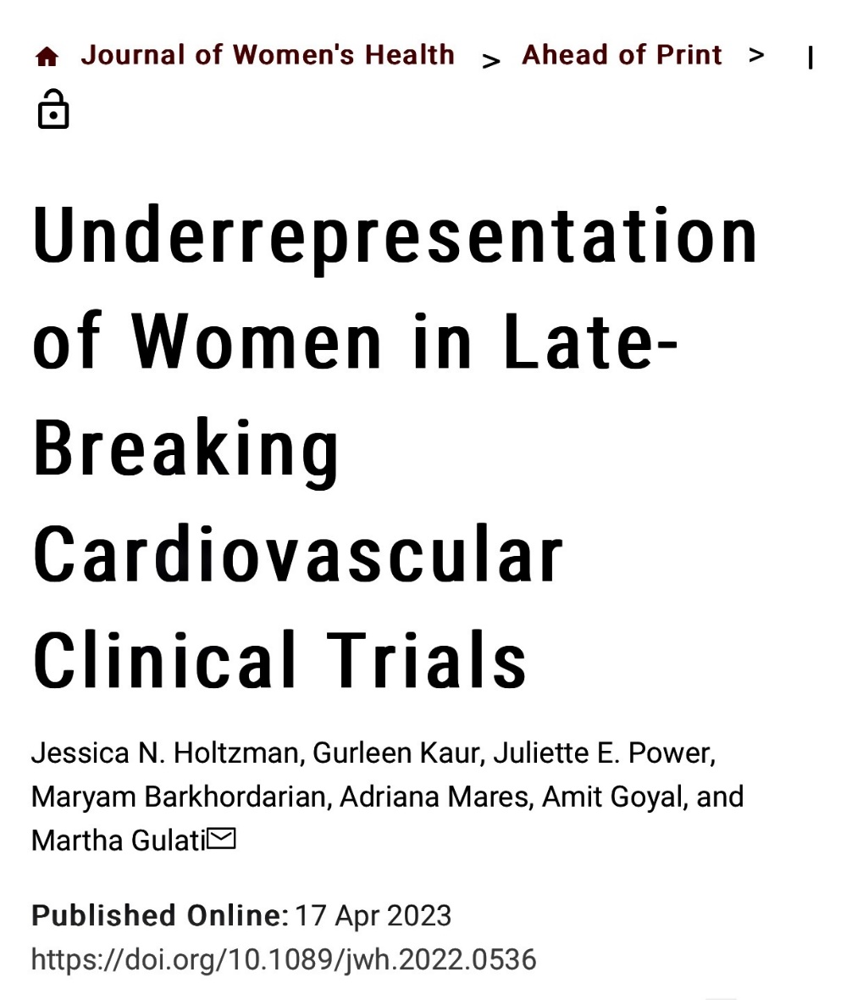 Journal of Women's Health > Ahead of Print > |
Underrepresentation
of Women in Late-
Breaking
Cardiovascular
Clinical Trials
Jessica N. Holtzman, Gurleen Kaur, Juliette E. Power,
Maryam Barkhordarian, Adriana Mares, Amit Goyal, and
Martha Gulati
Published Online: 17 Apr 2023
https://doi.org/10.1089/jwh.2022.0536